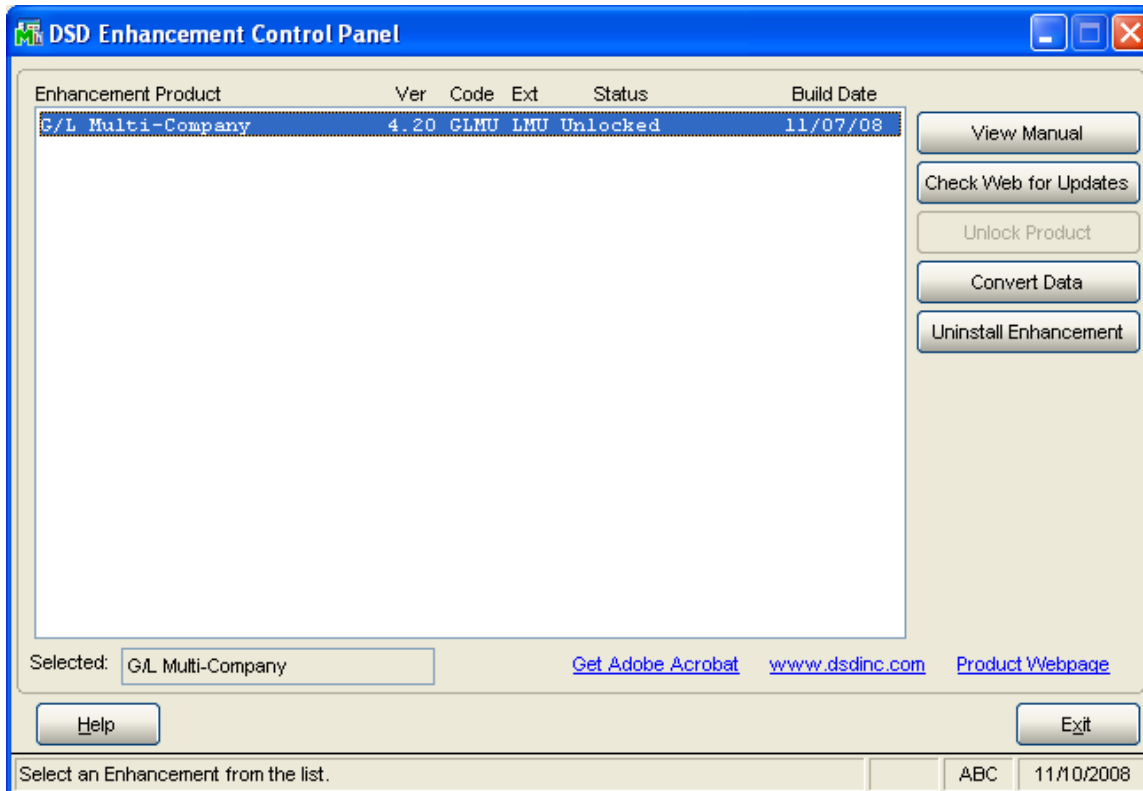 DSD Enhancement Control Panel
Enhancement Product Ver Code Ext Status Build Date
G/L Multi-Company 4.20 GLMU LMU Unlocked 11/07/08
View Manual
Check Web for Updates
Unlock Product
Convert Data
Uninstall Enhancement
Selected: G/L Multi-Company Get Adobe Acrobat www.dsdinc.com Product Webpage
Help Exit
Select an Enhancement from the list. ABC 11/10/2008